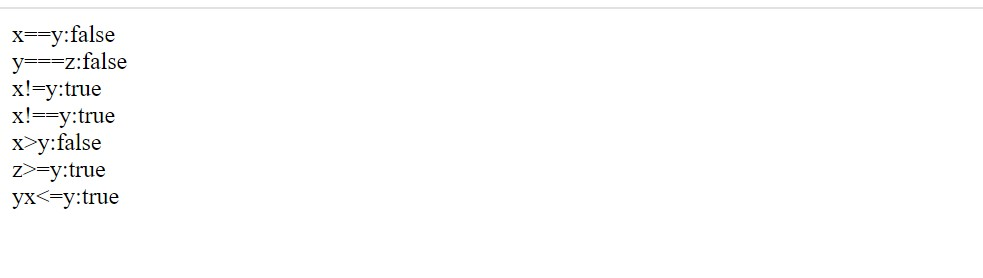 x==y:false
y===z:false
x!=y:true
x!==y:true
x>y:false
z>=y:true
yx<=y:true